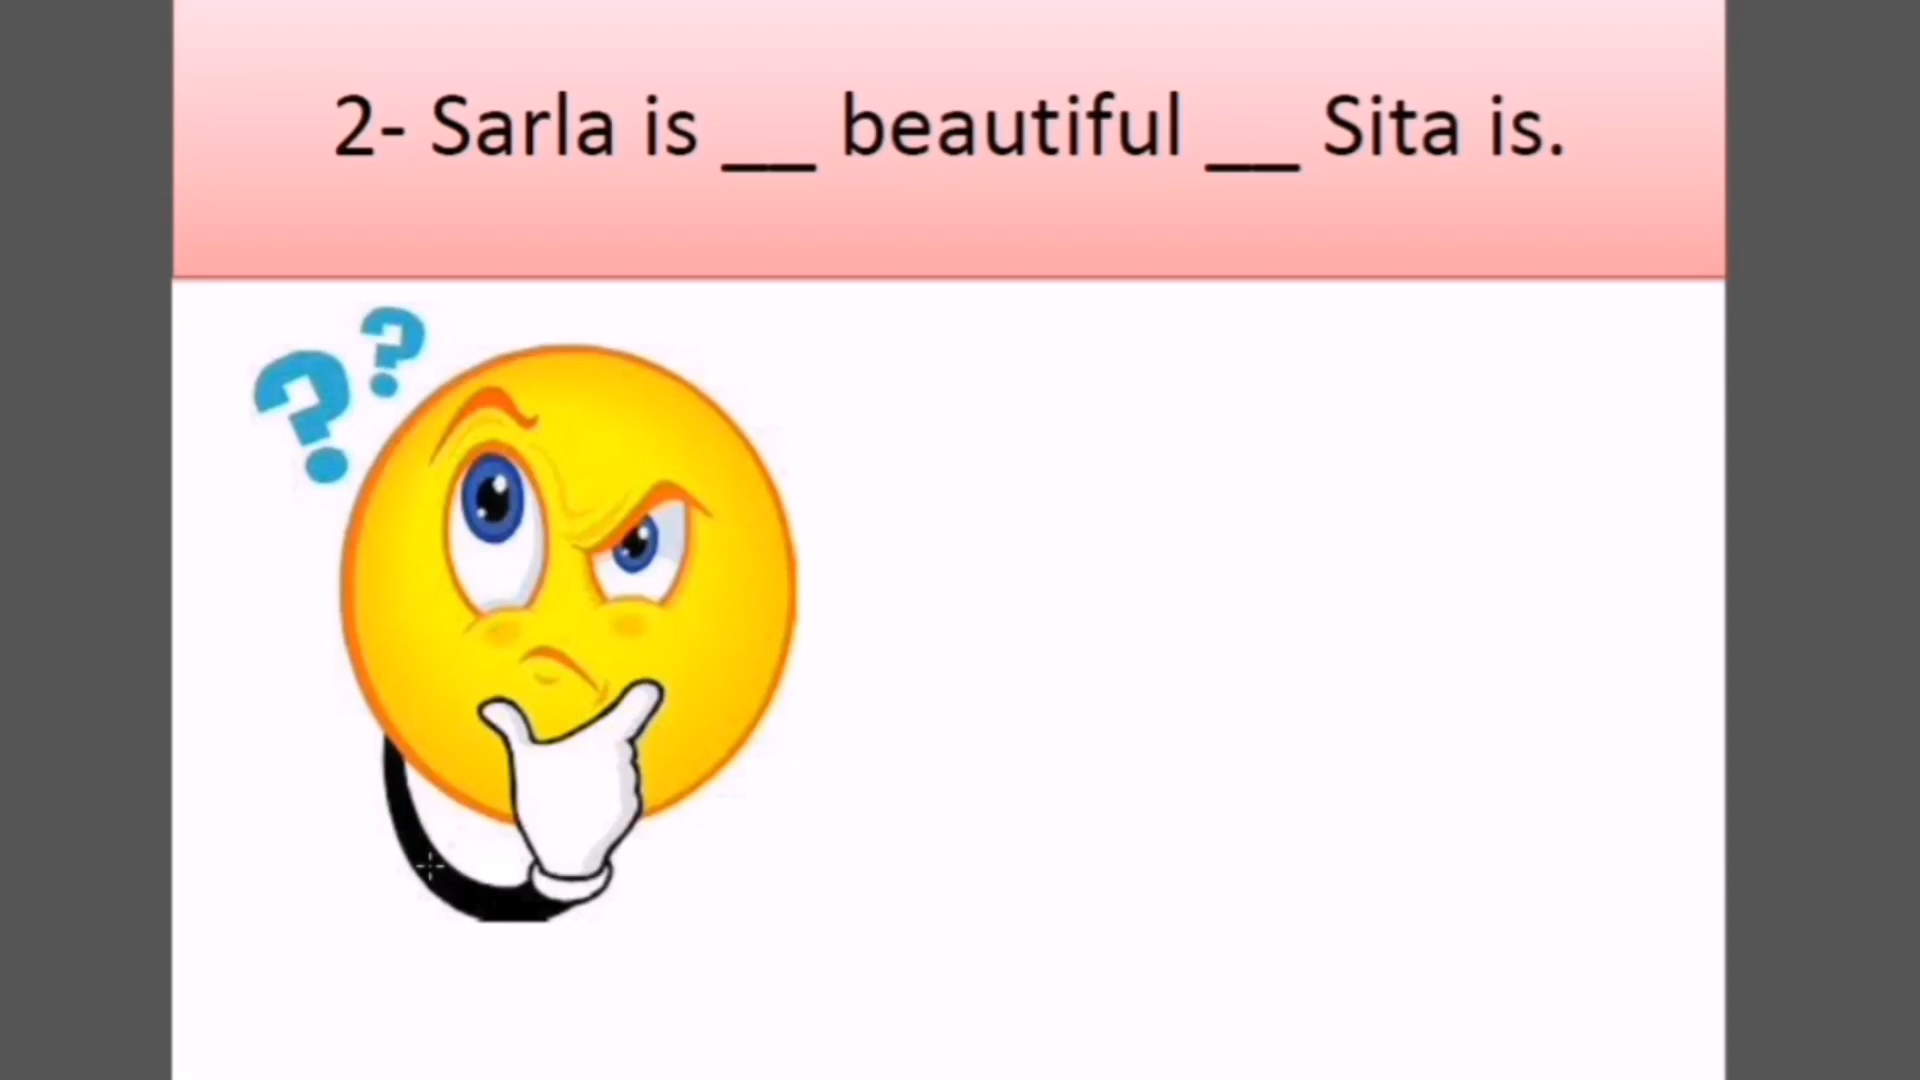 2- Sarla is __ beautiful __ Sita is.
??